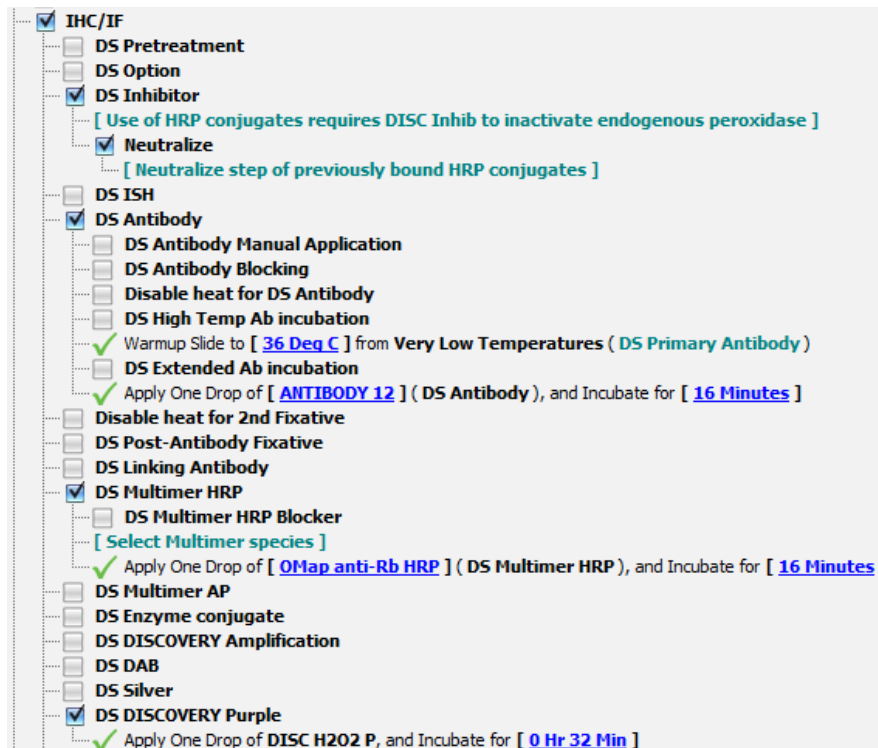 IHC/IF
DS Pretreatment
DS Option
DS Inhibitor
[ Use of HRP conjugates requires DISC Inhib to inactivate endogenous peroxidase ]
Neutralize
[ Neutralize step of previously bound HRP conjugates ]
DS ISH
DS Antibody
DS Antibody Manual Application
DS Antibody Blocking
Disable heat for DS Antibody
DS High Temp Ab incubation
Warmup Slide to [ 36 Deg C ] from Very Low Temperatures ( DS Primary Antibody )
DS Extended Ab incubation
Apply One Drop of [ ANTIBODY 12 ] ( DS Antibody ), and Incubate for [ 16 Minutes ]
Disable heat for 2nd Fixative
DS Post-Antibody Fixative
DS Linking Antibody
DS Multimer HRP
DS Multimer HRP Blocker
[ Select Multimer species ]
Apply One Drop of [ OMap anti-Rb HRP ] ( DS Multimer HRP ), and Incubate for [ 16 Minutes
DS Multimer AP
DS Enzyme conjugate
DS DISCOVERY Amplification
DS DAB
DS Silver
DS DISCOVERY Purple
Apply One Drop of DISC H2O2 P, and Incubate for [ 0 Hr 32 Min ]